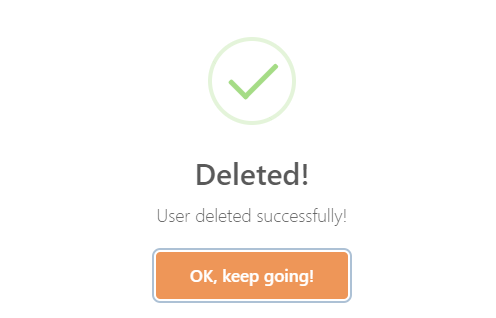 Deleted!
User deleted successfully!
OK, keep going!